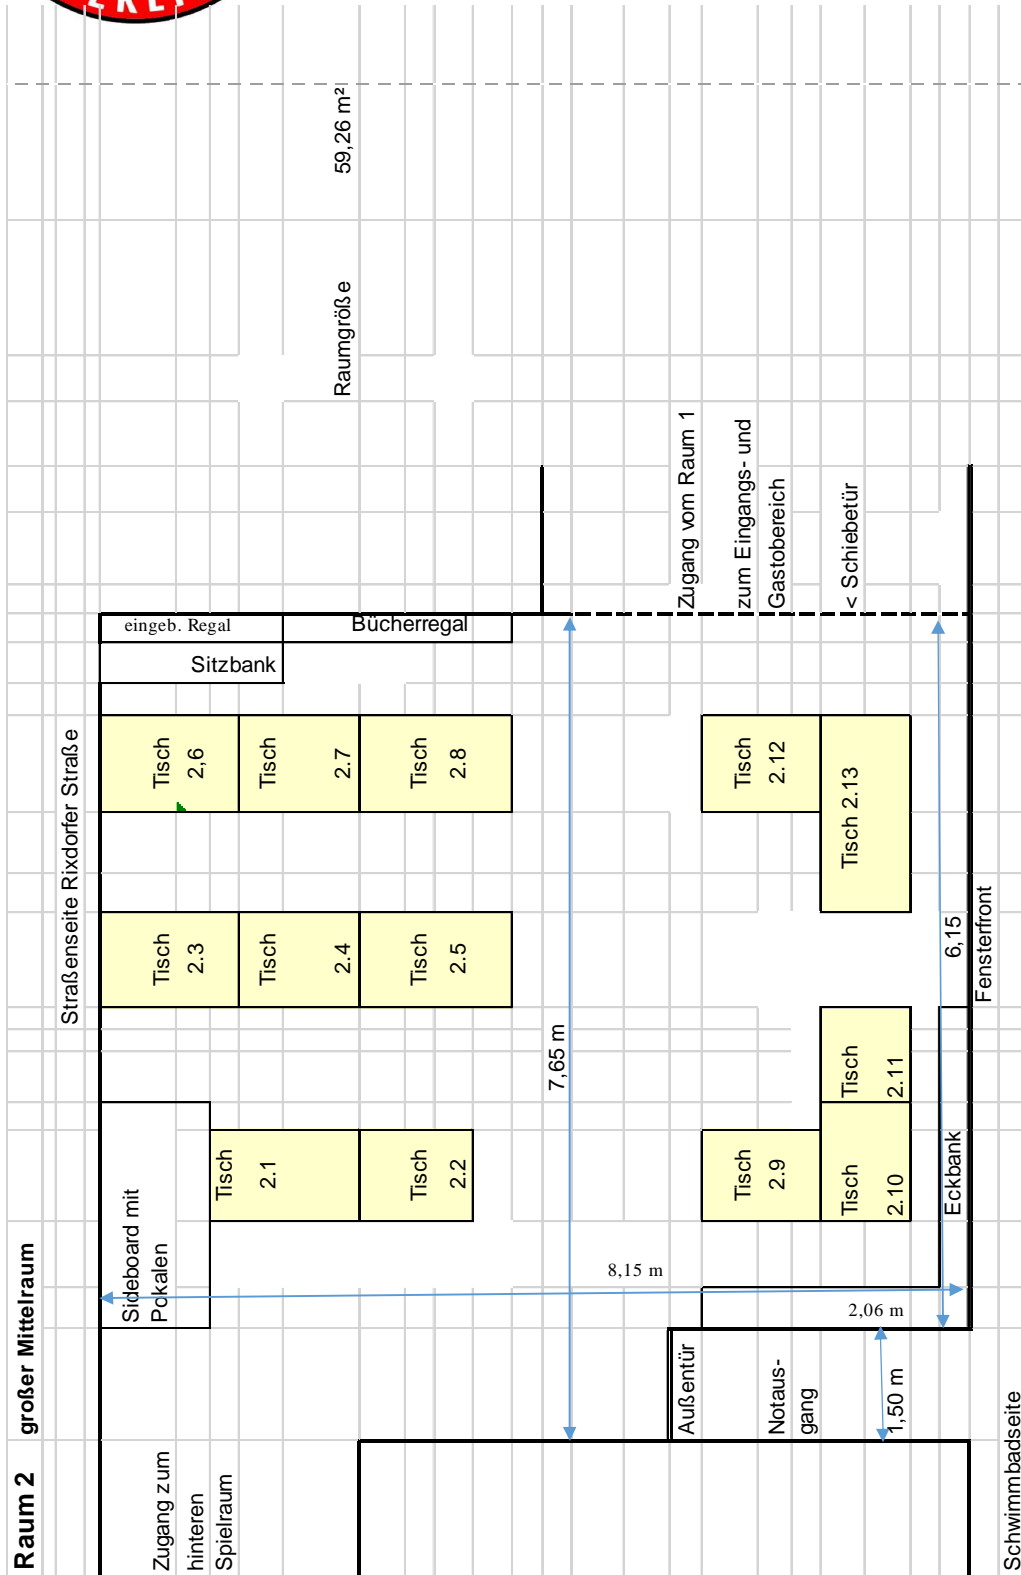 Raum 2 großer Mittelraum
Straßenseite Rixdorfer Straße
Zugang zum
hinteren
Spielraum
Sideboard mit
Pokalen
Tisch
2.1
Tisch
2.2
Tisch
2.3
Tisch
2.4
Tisch
2.5
Tisch
2,6
Tisch
2.7
Tisch
2.8
Sitzbank
eingeb. Regal
Bücherregal
Raumgröße 59,26 m²
7,65 m
8,15 m
Zugang vom Raum 1
zum Eingangs- und
Gastobereich
< Schiebetür
Außentür
Notaus-
gang
1,50 m
2,06 m
Tisch
2.9
Tisch
2.10
Tisch
2.11
Tisch
2.12
Tisch 2.13
Eckbank
6,15
Fensterfront
Schwimmbadseite